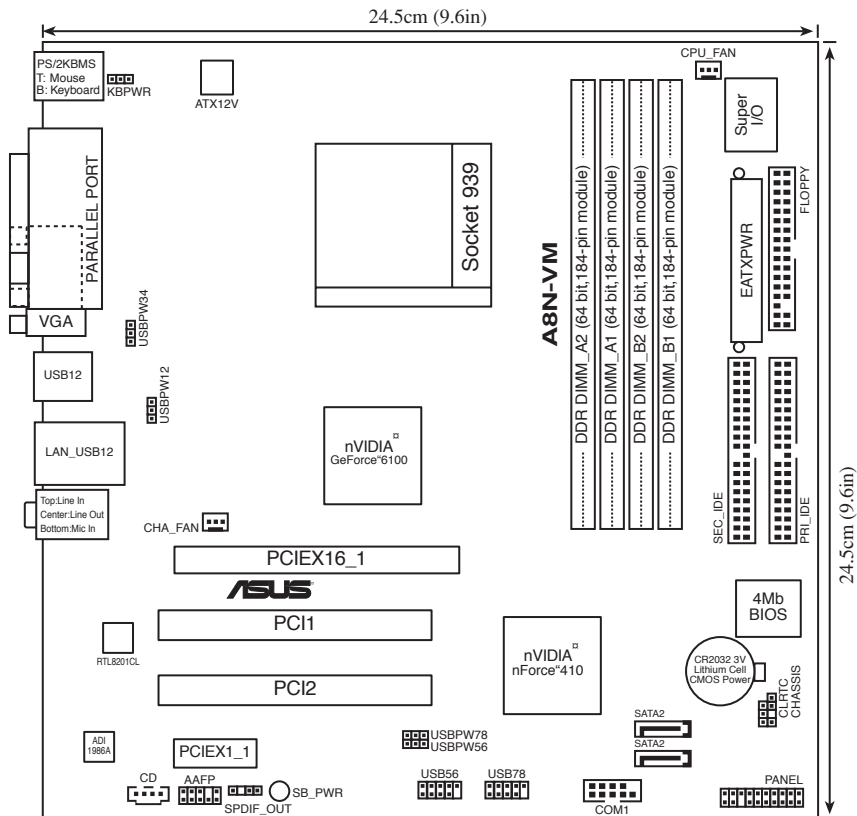 24.5cm (9.6in)
PS/2KBMS
T: Mouse
B: Keyboard
KBPWR
ATX12V
CPU_FAN
Super
I/O
PARALLEL PORT
Socket 939
A8N-VM
DDR DIMM_A2 (64 bit,184-pin module)
DDR DIMM_A1 (64 bit,184-pin module)
DDR DIMM_B2 (64 bit,184-pin module)
DDR DIMM_B1 (64 bit,184-pin module)
EATXPWR
FLOPPY
VGA
USBPW34
USB12
USBPW12
LAN_USB12
nVIDIA¤
GeForce“6100
Top:Line In
Center:Line Out
Bottom:Mic In
CHA_FAN
SEC_IDE
PRI_IDE
24.5cm (9.6in)
PCIEX16_1
ASUS
PCI1
4Mb
BIOS
RTL8201CL
nVIDIA¤
nForce“410
CR2032 3V
Lithium Cell
CMOS Power
PCI2
CLRTC
CHASSIS
SATA2
ADI
1986A
PCIEX1_1
USBPW78
USBPW56
SATA2
CD
AAFP
SPDIF_OUT
SB_PWR
USB56
USB78
COM1
PANEL